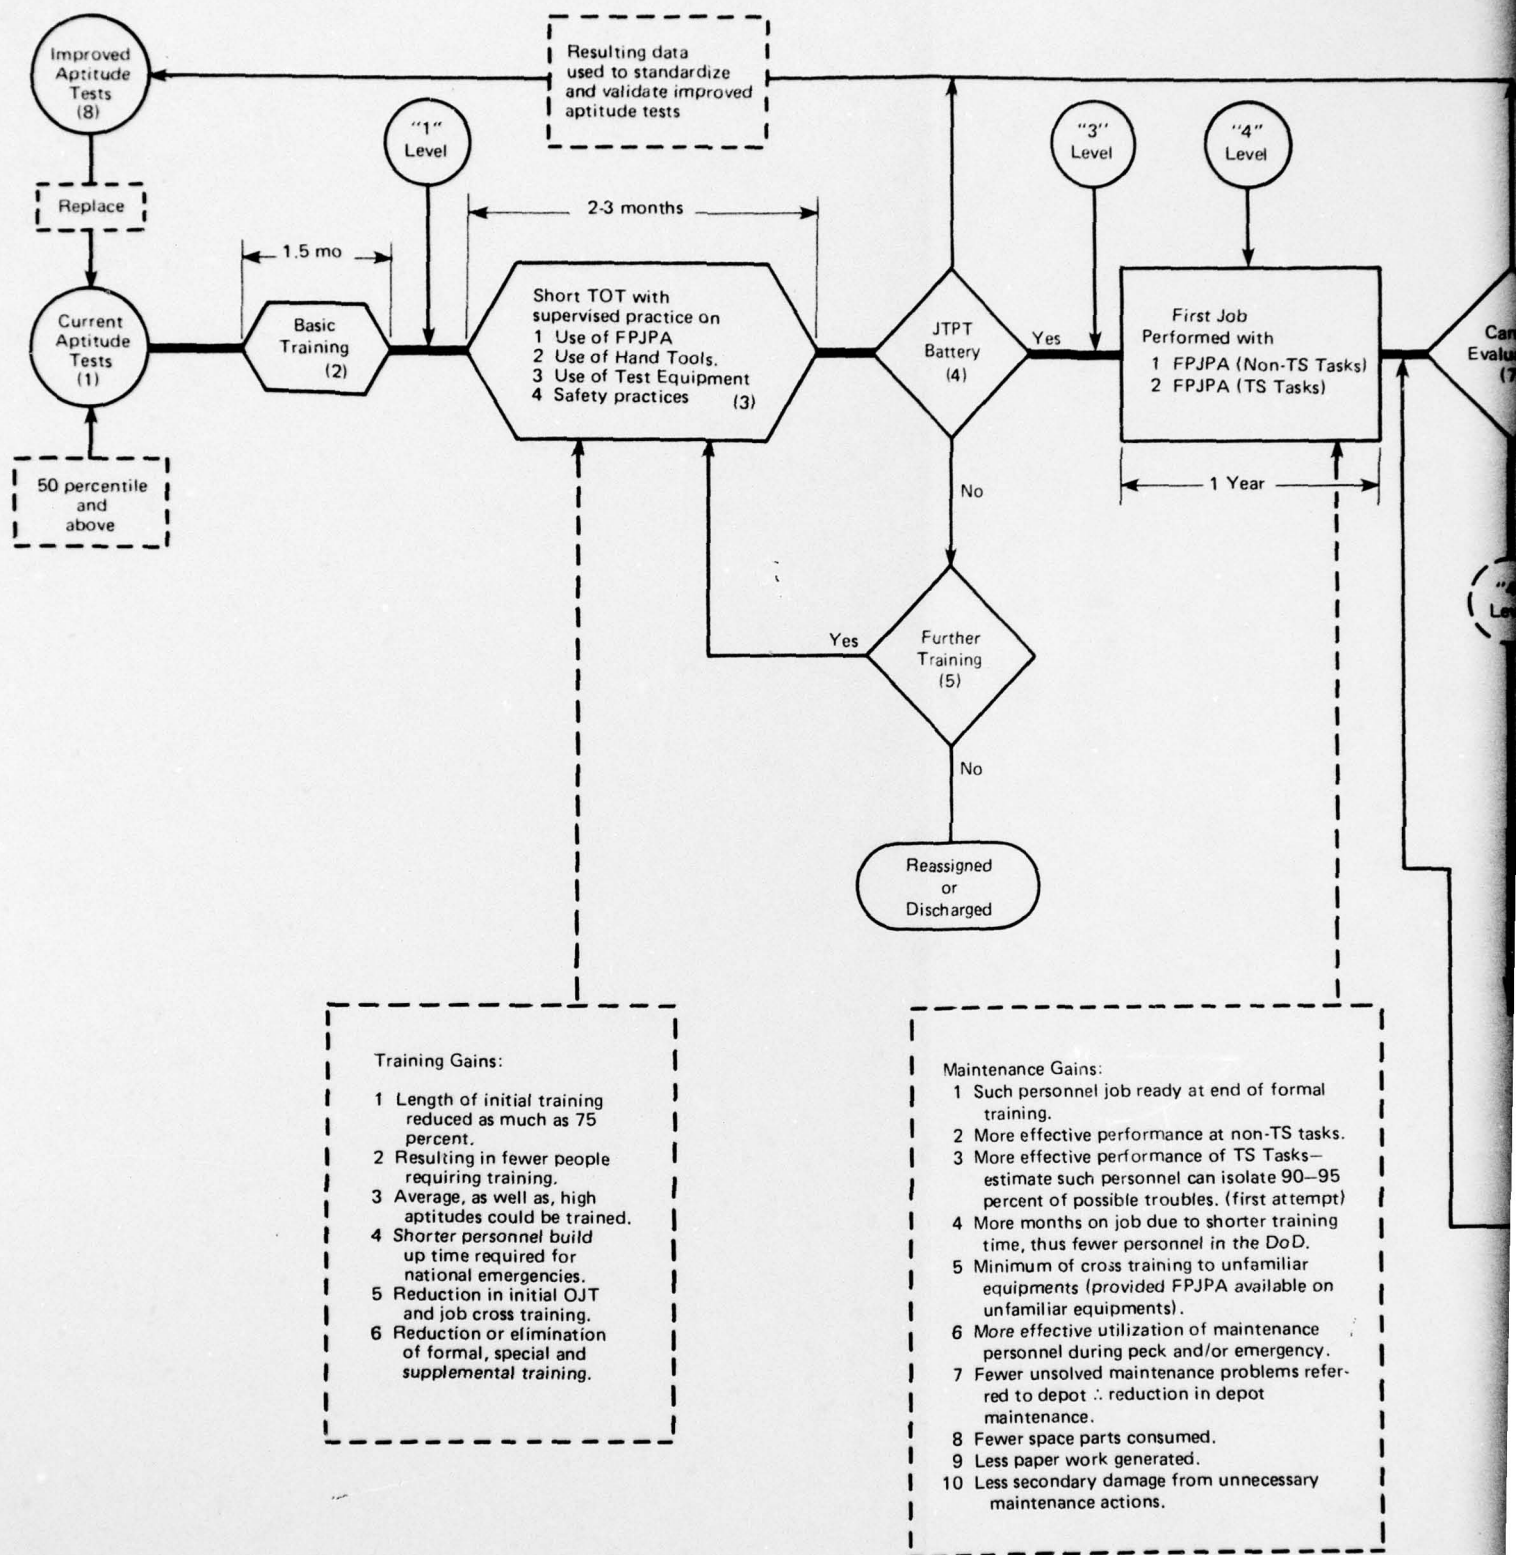 Improved
Aptitude
Tests
(8)
Resulting data
used to standardize
and validate improved
aptitude tests
"1"
Level
"3"
Level
"4"
Level
Replace
2-3 months
1.5 mo
Current
Aptitude
Tests
(1)
Basic
Training
(2)
Short TOT with
supervised practice on
1 Use of FPJPA
2 Use of Hand Tools.
3 Use of Test Equipment
4 Safety practices (3)
JTPT
Battery
(4)
Yes
First Job
Performed with
1 FPJPA (Non-TS Tasks)
2 FPJPA (TS Tasks)
50 percentile
and
above
No
1 Year
Yes
Further
Training
(5)
No
Reassigned
or
Discharged
Training Gains:
1 Length of initial training
reduced as much as 75
percent.
2 Resulting in fewer people
requiring training.
3 Average, as well as, high
aptitudes could be trained.
4 Shorter personnel build
up time required for
national emergencies.
5 Reduction in initial OJT
and job cross training.
6 Reduction or elimination
of formal, special and
supplemental training.
Maintenance Gains:
1 Such personnel job ready at end of formal
training.
2 More effective performance at non-TS tasks.
3 More effective performance of TS Tasks—
estimate such personnel can isolate 90–95
percent of possible troubles. (first attempt)
4 More months on job due to shorter training
time, thus fewer personnel in the DoD.
5 Minimum of cross training to unfamiliar
equipments (provided FPJPA available on
unfamiliar equipments).
6 More effective utilization of maintenance
personnel during peck and/or emergency.
7 Fewer unsolved maintenance problems refer-
red to depot ∴ reduction in depot
maintenance.
8 Fewer space parts consumed.
9 Less paper work generated.
10 Less secondary damage from unnecessary
maintenance actions.